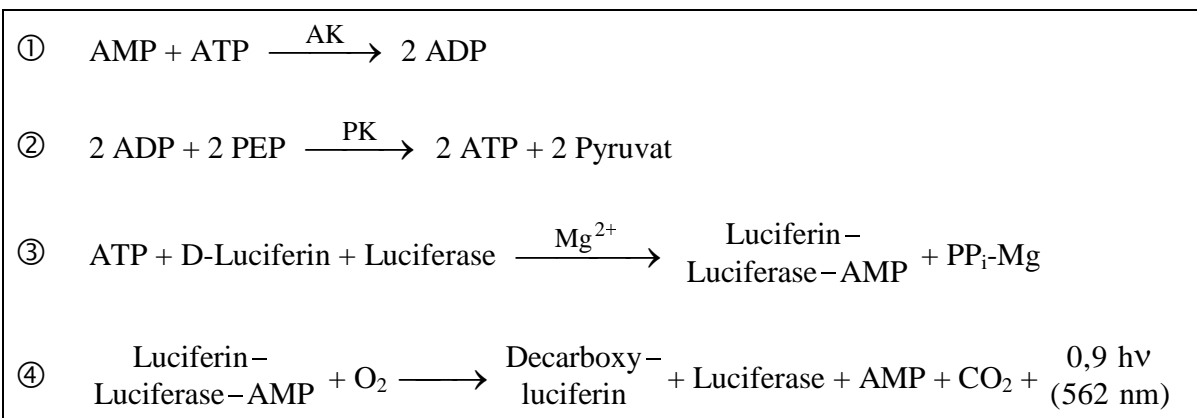 ① AMP + ATP AK⟶ 2 ADP
② 2 ADP + 2 PEP PK⟶ 2 ATP + 2 Pyruvat
③ ATP + D-Luciferin + Luciferase Mg²⁺⟶ Luciferin– Luciferase–AMP + PPᵢ-Mg
④ Luciferin– Luciferase–AMP + O₂ ⟶ Decarboxy– luciferin + Luciferase + AMP + CO₂ + 0,9 hν (562 nm)